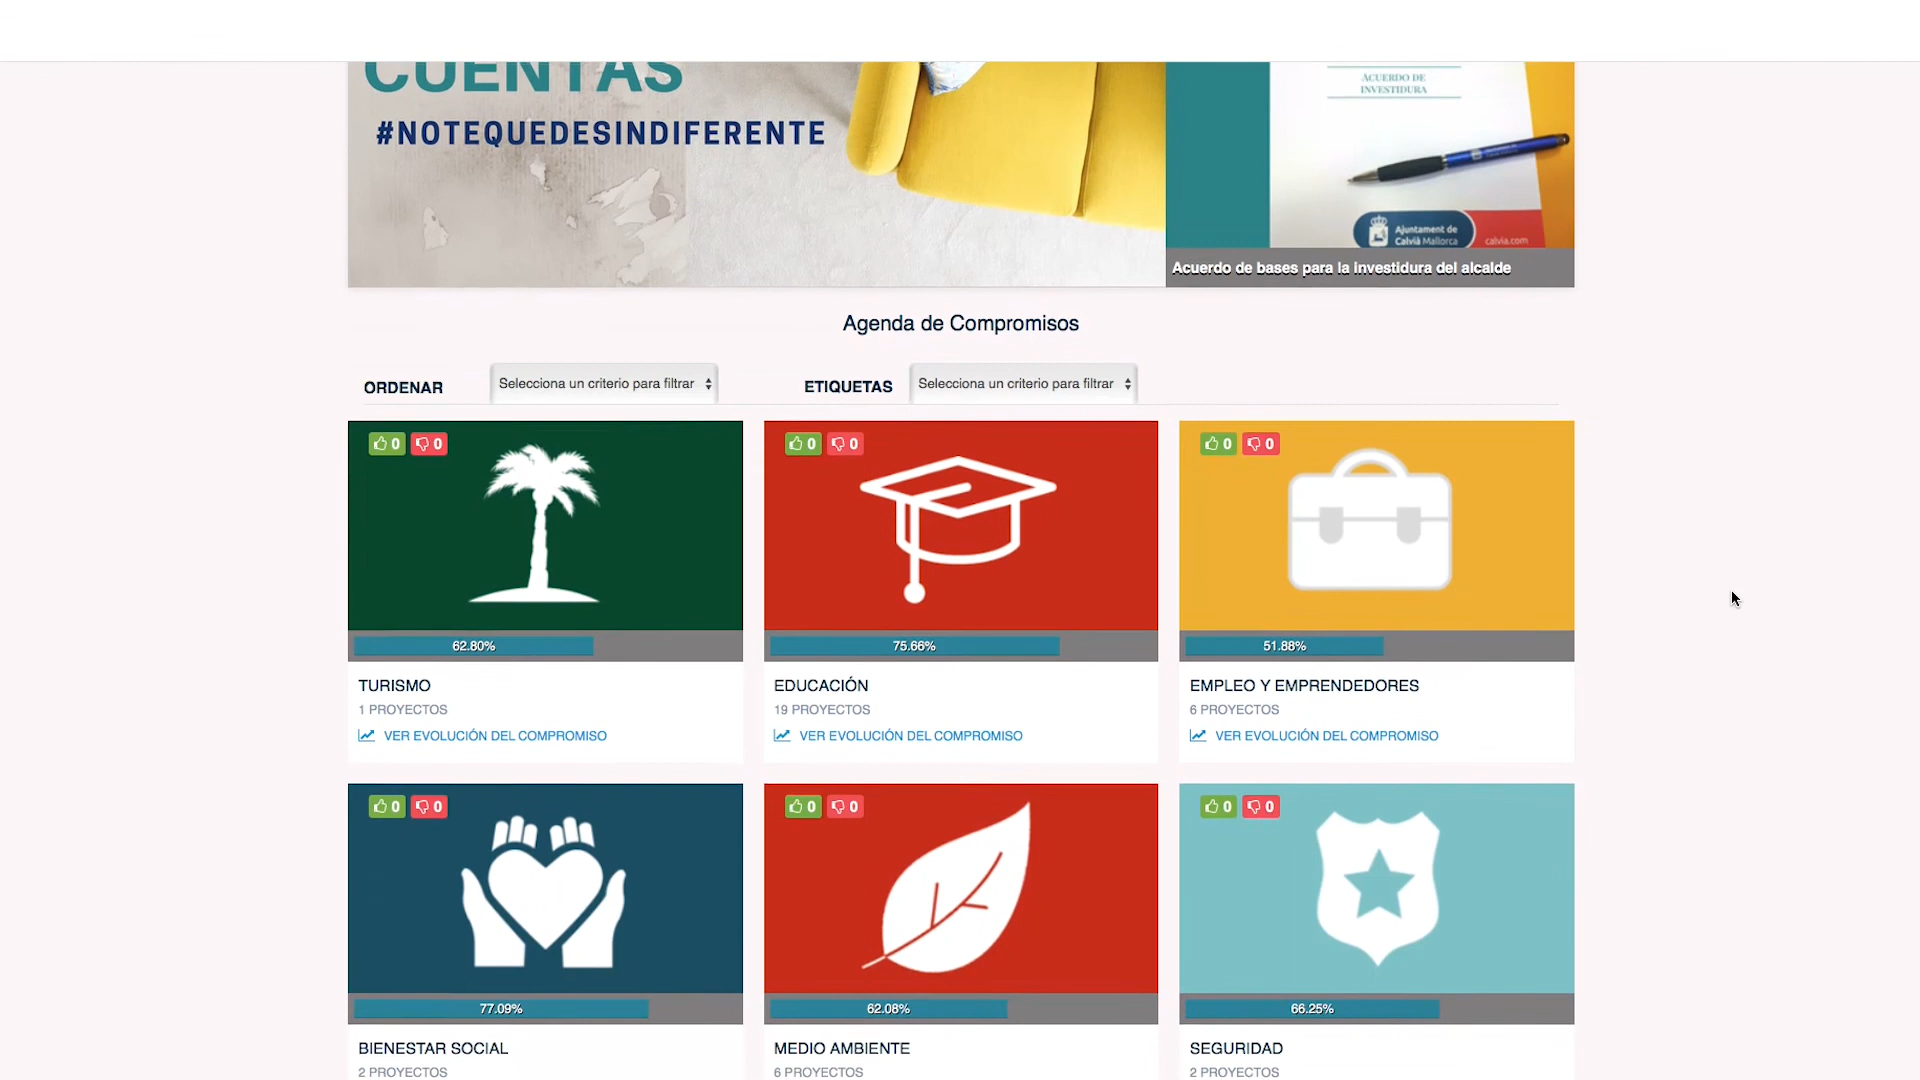 CUENTAS
#NOTEQUEDESINDIFERENTE
ACUERDO DE
INVESTIDURA
Ajuntament de
Calvià Mallorca
calvia.com
Acuerdo de bases para la investidura del alcalde
Agenda de Compromisos
ORDENAR
Selecciona un criterio para filtrar
ETIQUETAS
Selecciona un criterio para filtrar
0 0
0 0
0 0
62.80%
75.66%
51.88%
TURISMO
1 PROYECTOS
VER EVOLUCIÓN DEL COMPROMISO
EDUCACIÓN
19 PROYECTOS
VER EVOLUCIÓN DEL COMPROMISO
EMPLEO Y EMPRENDEDORES
6 PROYECTOS
VER EVOLUCIÓN DEL COMPROMISO
0 0
0 0
0 0
77.09%
62.08%
66.25%
BIENESTAR SOCIAL
2 PROYECTOS
MEDIO AMBIENTE
6 PROYECTOS
SEGURIDAD
2 PROYECTOS